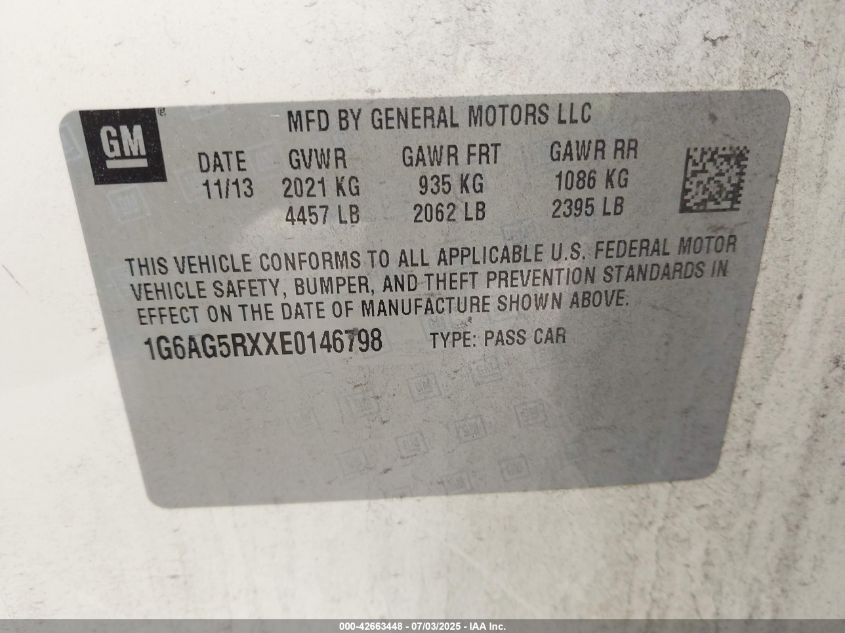 GM ®
MFD BY GENERAL MOTORS LLC
DATE GVWR GAWR FRT GAWR RR
11/13 2021 KG 935 KG 1086 KG
4457 LB 2062 LB 2395 LB
THIS VEHICLE CONFORMS TO ALL APPLICABLE U.S. FEDERAL MOTOR
VEHICLE SAFETY, BUMPER, AND THEFT PREVENTION STANDARDS IN
EFFECT ON THE DATE OF MANUFACTURE SHOWN ABOVE.
1G6AG5RXXE0146798 TYPE: PASS CAR
000-42663448 - 07/03/2025 - IAA Inc.